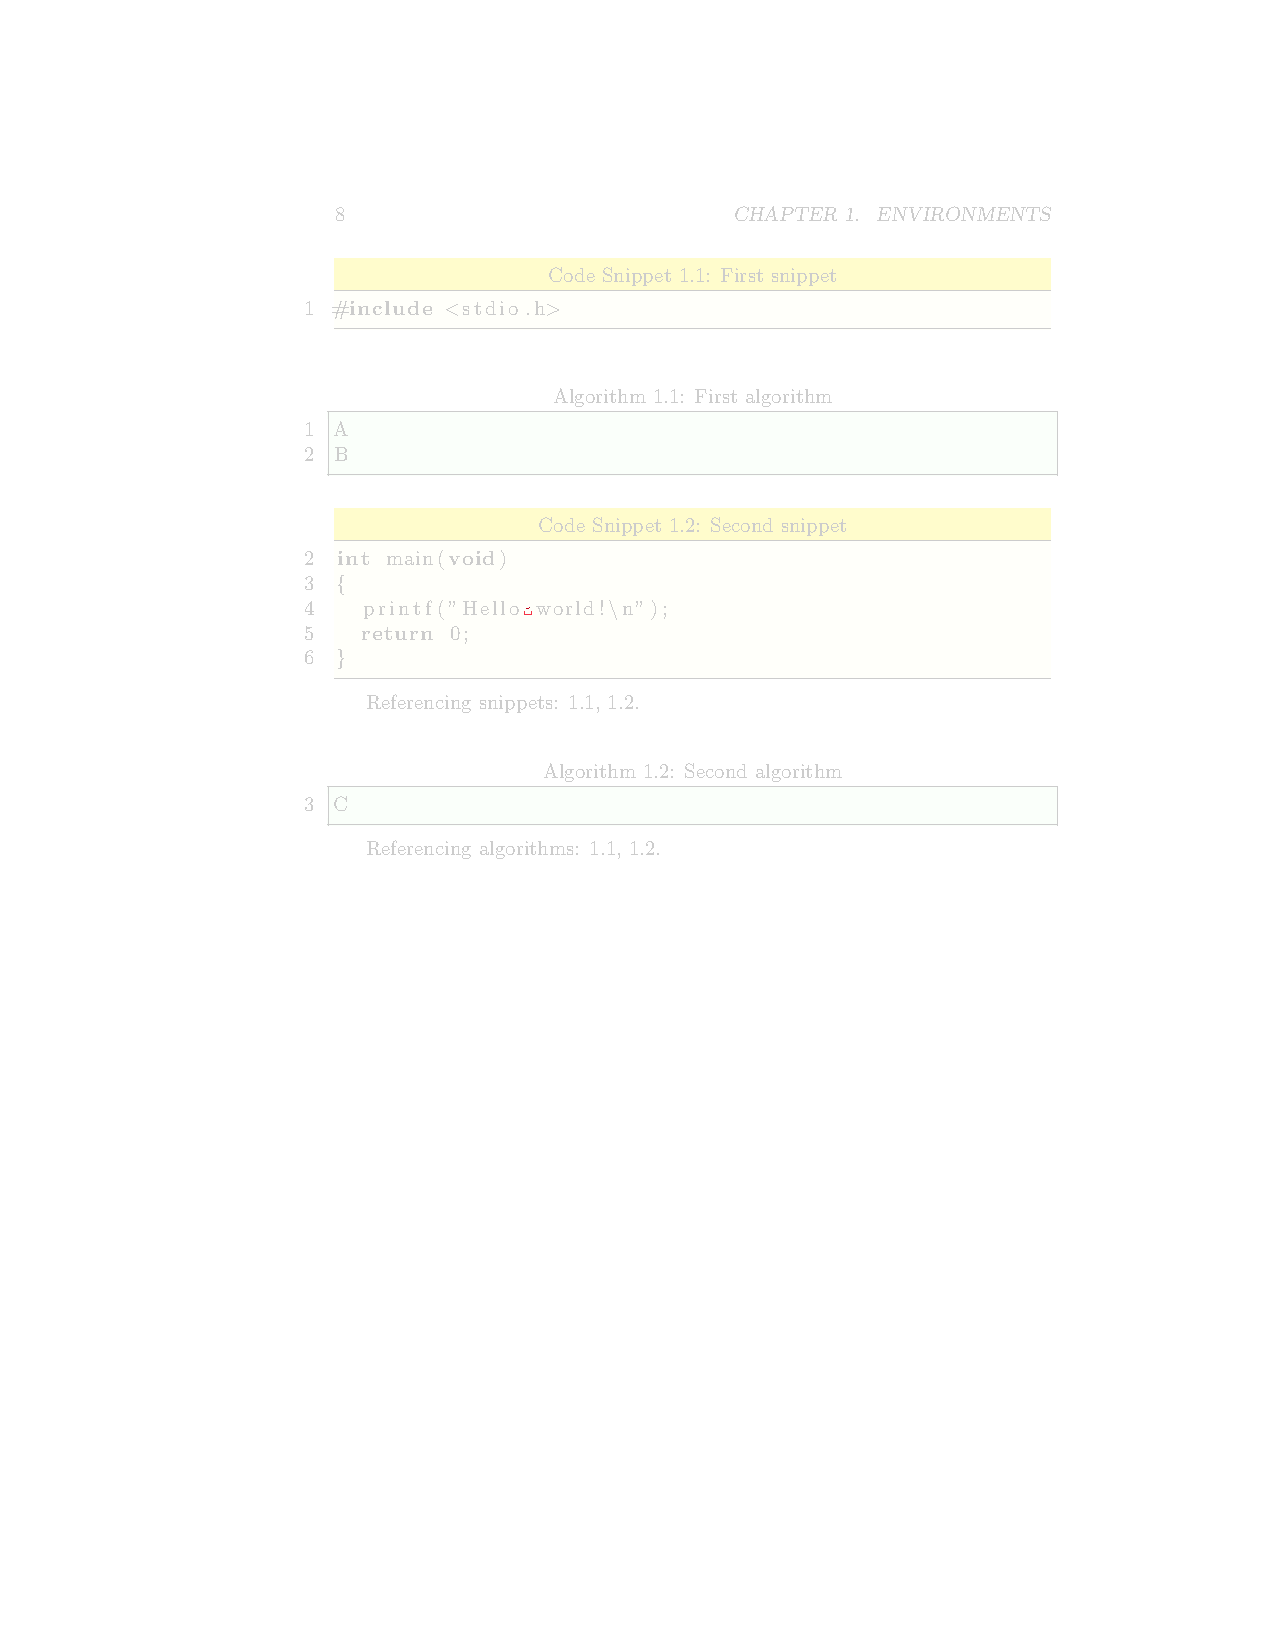 8 CHAPTER 1. ENVIRONMENTS
Code Snippet 1.1: First snippet
1 #include <stdio.h>
Algorithm 1.1: First algorithm
1 A
2 B
Code Snippet 1.2: Second snippet
2 int main(void)
3 {
4 printf("Hello␣world!\n");
5 return 0;
6 }
Referencing snippets: 1.1, 1.2.
Algorithm 1.2: Second algorithm
3 C
Referencing algorithms: 1.1, 1.2.